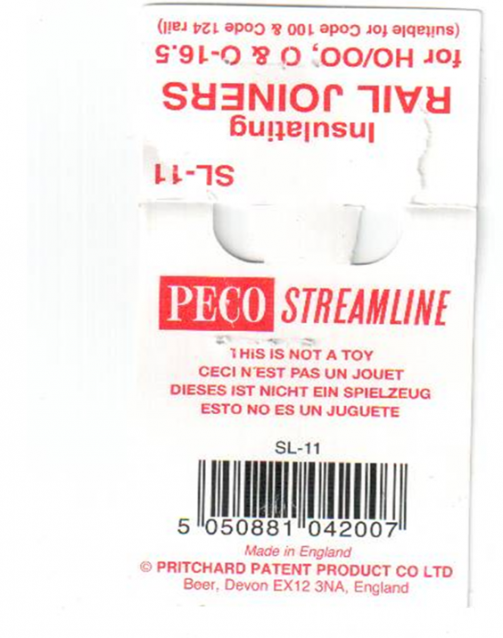 SL-11
Insulating
RAIL JOINERS
for HO/OO, O & O-16.5
(suitable for Code 100 & Code 124 rail)
PECO STREAMLINE
THIS IS NOT A TOY
CECI N'EST PAS UN JOUET
DIESES IST NICHT EIN SPIELZEUG
ESTO NO ES UN JUGUETE
SL-11
5 050881 042007
Made in England
© PRITCHARD PATENT PRODUCT CO LTD
Beer, Devon EX12 3NA, England